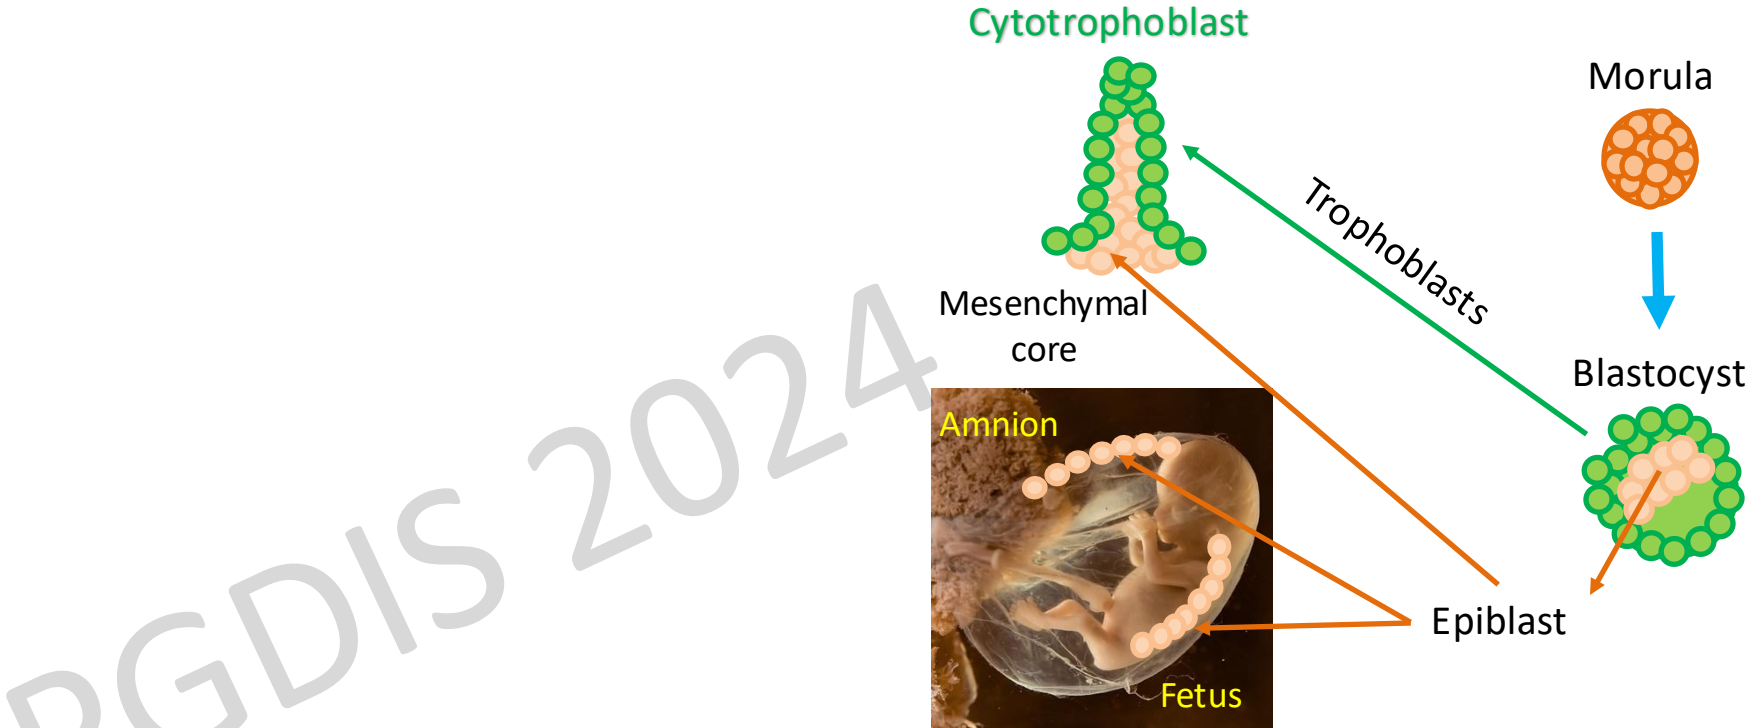 Cytotrophoblast
Morula
Trophoblasts
Mesenchymal
core
Blastocyst
Amnion
Epiblast
Fetus
PGDIS 2024